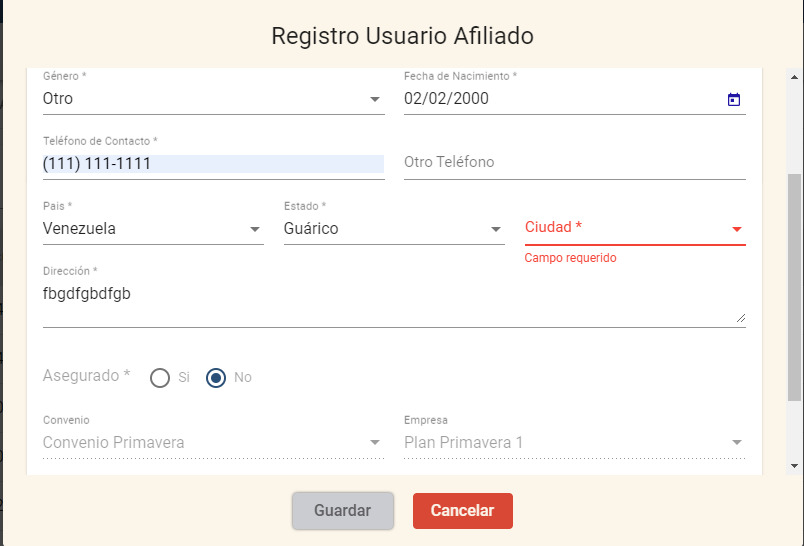 Registro Usuario Afiliado
Género * Fecha de Nacimiento *
Otro 02/02/2000
Teléfono de Contacto *
(111) 111-1111 Otro Teléfono
Pais * Estado *
Venezuela Guárico Ciudad *
Campo requerido
Dirección *
fbgdfgbdfgb
Asegurado * Si No
Convenio Empresa
Convenio Primavera Plan Primavera 1
Guardar Cancelar